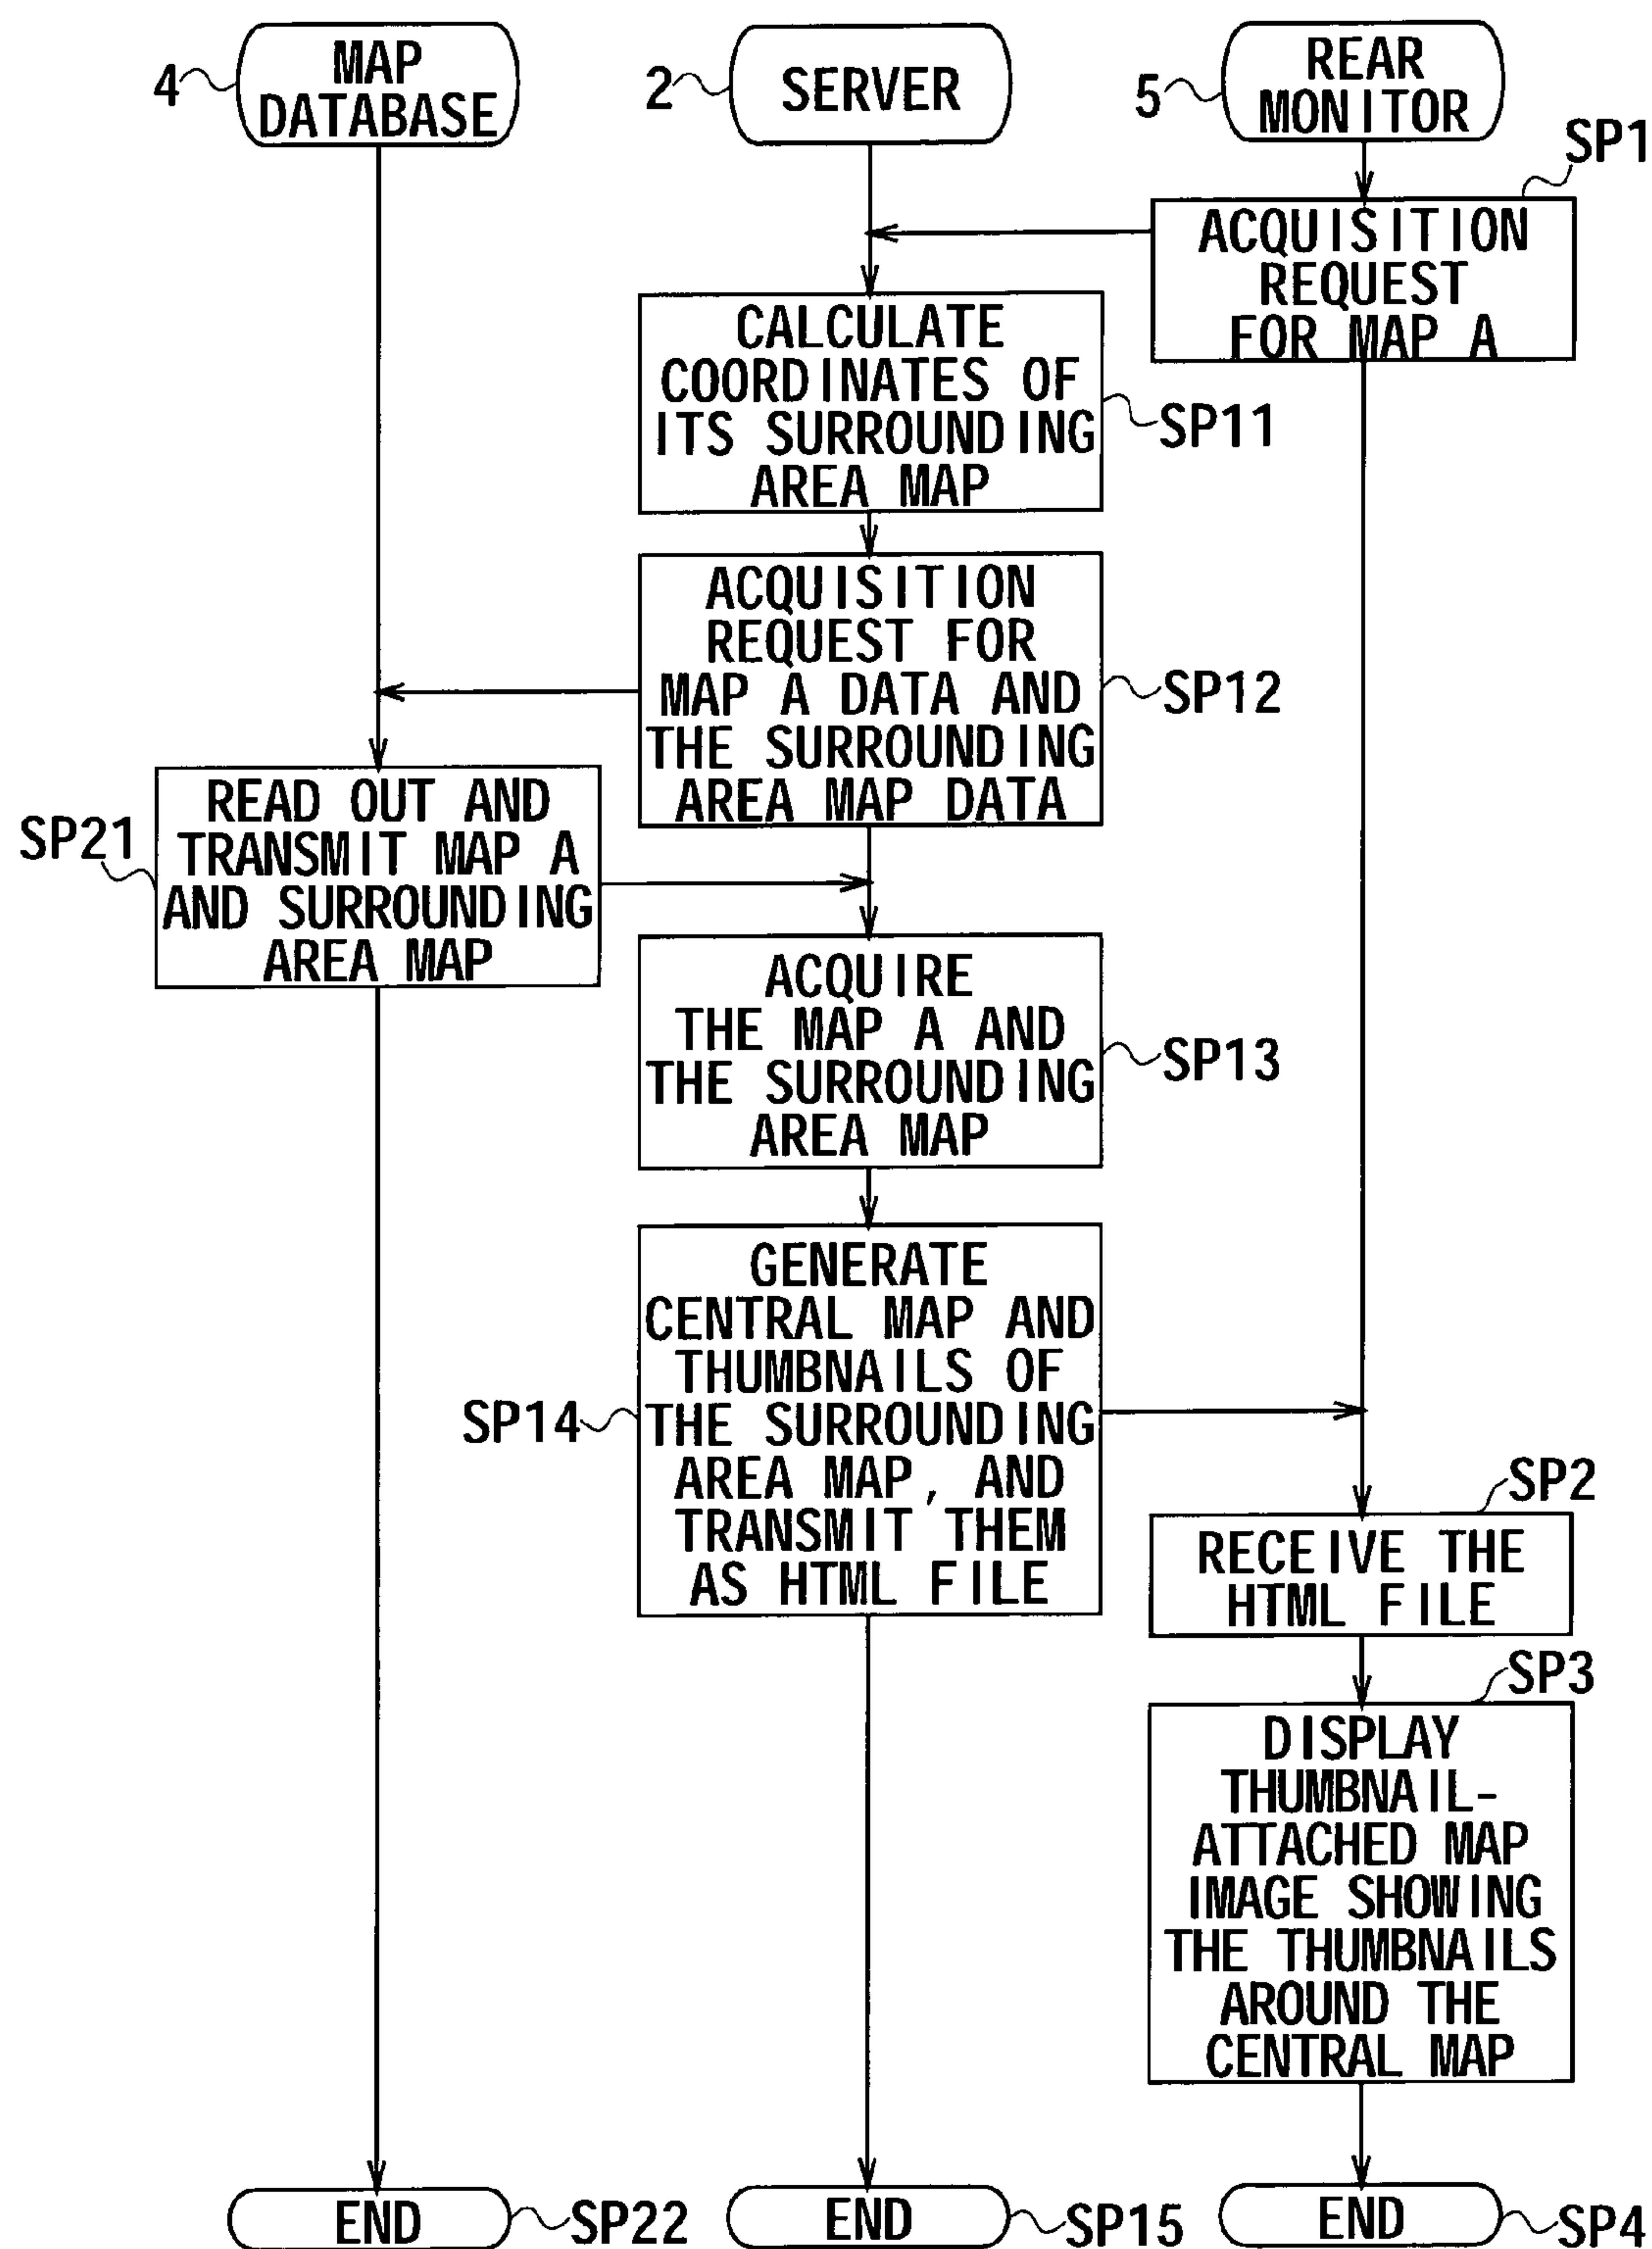 4
MAP
DATABASE
2
SERVER
5
REAR
MONITOR
SP1
ACQUISITION
REQUEST
FOR MAP A
CALCULATE
COORDINATES OF
ITS SURROUNDING
AREA MAP
SP11
ACQUISITION
REQUEST FOR
MAP A DATA AND
THE SURROUNDING
AREA MAP DATA
SP12
SP21
READ OUT AND
TRANSMIT MAP A
AND SURROUNDING
AREA MAP
ACQUIRE
THE MAP A AND
THE SURROUNDING
AREA MAP
SP13
SP14
GENERATE
CENTRAL MAP AND
THUMBNAILS OF
THE SURROUNDING
AREA MAP, AND
TRANSMIT THEM
AS HTML FILE
SP2
RECEIVE THE
HTML FILE
SP3
DISPLAY
THUMBNAIL-
ATTACHED MAP
IMAGE SHOWING
THE THUMBNAILS
AROUND THE
CENTRAL MAP
END
SP22
END
SP15
END
SP4